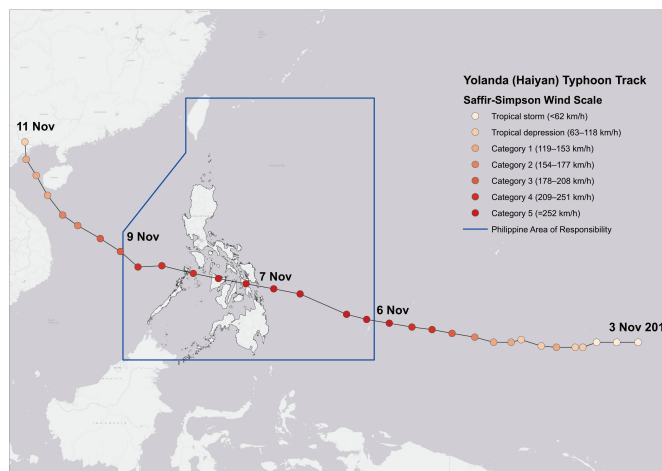 Yolanda (Haiyan) Typhoon Track
Saffir-Simpson Wind Scale
Tropical storm (<62 km/h)
Tropical depression (63–118 km/h)
Category 1 (119–153 km/h)
Category 2 (154–177 km/h)
Category 3 (178–208 km/h)
Category 4 (209–251 km/h)
Category 5 (=252 km/h)
Philippine Area of Responsibility
11 Nov
9 Nov
7 Nov
6 Nov
3 Nov 201